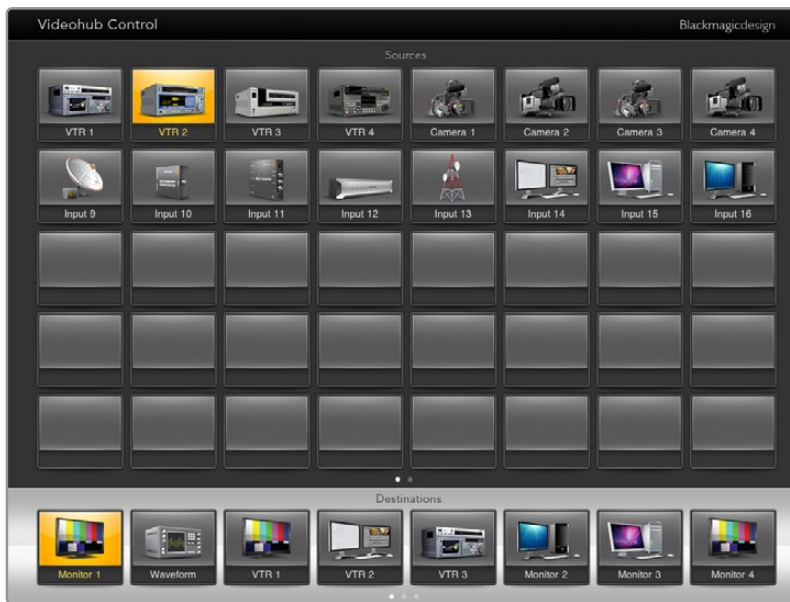 Videohub Control Blackmagicdesign
Sources
VTR 1 VTR 2 VTR 3 VTR 4 Camera 1 Camera 2 Camera 3 Camera 4
Input 9 Input 10 Input 11 Input 12 Input 13 Input 14 Input 15 Input 16
Destinations
Monitor 1 Waveform VTR 1 VTR 2 VTR 3 Monitor 2 Monitor 3 Monitor 4